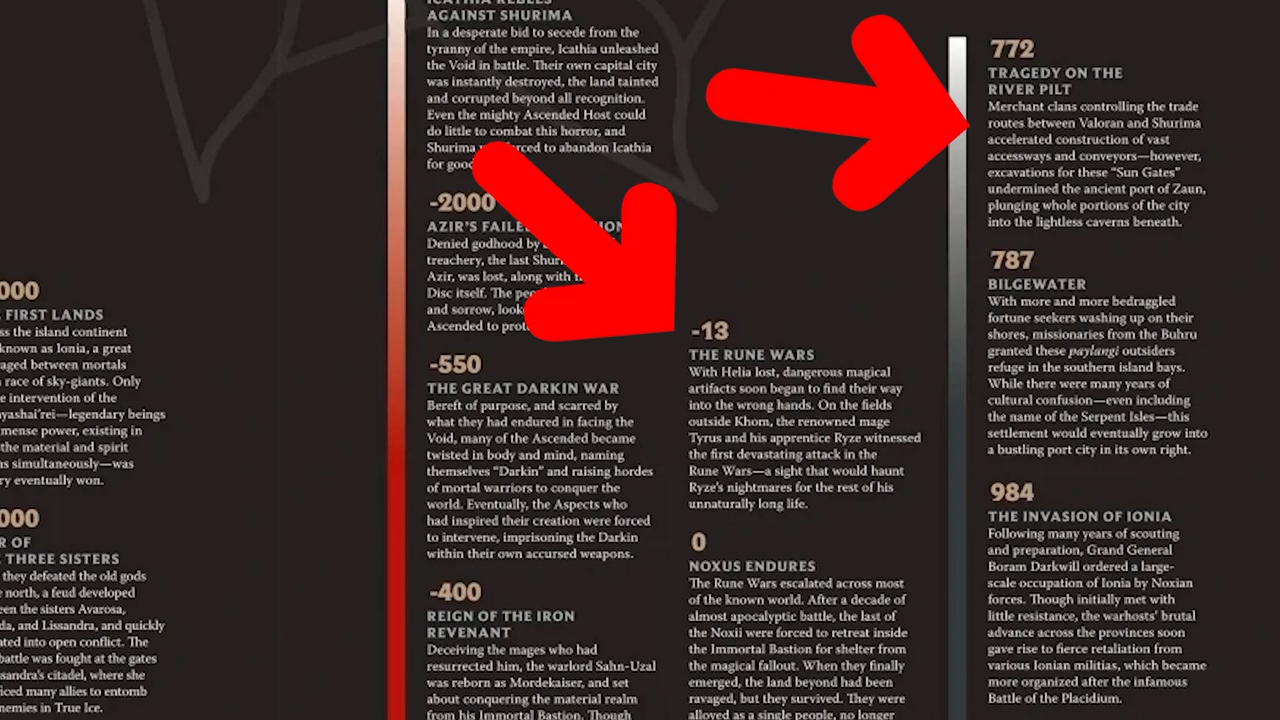 000
FIRST LANDS
ss the island continent
known as Ionia, a great
raged between mortals
race of sky-giants. Only
e intervention of the
nyashai'rei—legendary beings
mense power, existing in
the material and spirit
ns simultaneously—was
ry eventually won.
000
R OF
THREE SISTERS
they defeated the old gods
e north, a feud developed
een the sisters Avarosa,
da, and Lissandra, and quickly
ated into open conflict. The
battle was fought at the gates
ssandra's citadel, where she
ficed many allies to entomb
nemies in True Ice.
ICATHIA REBELS
AGAINST SHURIMA
In a desperate bid to secede from the
tyranny of the empire, Icathia unleashed
the Void in battle. Their own capital city
was instantly destroyed, the land tainted
and corrupted beyond all recognition.
Even the mighty Ascended Host could
do little to combat this horror, and
Shurima forced to abandon Icathia
for good
-2000
AZIR'S FAILED
Denied godhood by
treachery, the last
Azir, was lost, along with
Disc itself. The
and sorrow,
Ascended to
-550
THE GREAT DARKIN WAR
Bereft of purpose, and scarred by
what they had endured in facing the
Void, many of the Ascended became
twisted in body and mind, naming
themselves “Darkin” and raising hordes
of mortal warriors to conquer the
world. Eventually, the Aspects who
had inspired their creation were forced
to intervene, imprisoning the Darkin
within their own accursed weapons.
-400
REIGN OF THE IRON
REVENANT
Deceiving the mages who had
resurrected him, the warlord Sahn-Uzal
was reborn as Mordekaiser, and set
about conquering the material realm
from his Immortal Bastion. Though
-13
THE RUNE WARS
With Helia lost, dangerous magical
artifacts soon began to find their way
into the wrong hands. On the fields
outside Khom, the renowned mage
Tyrus and his apprentice Ryze witnessed
the first devastating attack in the
Rune Wars—a sight that would haunt
Ryze's nightmares for the rest of his
unnaturally long life.
0
NOXUS ENDURES
The Rune Wars escalated across most
of the known world. After a decade of
almost apocalyptic battle, the last of
the Noxii were forced to retreat inside
the Immortal Bastion for shelter from
the magical fallout. When they finally
emerged, the land beyond had been
ravaged, but they survived. They were
allowed as a single people, no longer
772
TRAGEDY ON THE
RIVER PILT
Merchant clans controlling the trade
routes between Valoran and Shurima
accelerated construction of vast
accessways and conveyors—however,
excavations for these “Sun Gates”
undermined the ancient port of Zaun,
plunging whole portions of the city
into the lightless caverns beneath.
787
BILGEWATER
With more and more bedraggled
fortune seekers washing up on their
shores, missionaries from the Buhru
granted these paylangi outsiders
refuge in the southern island bays.
While there were many years of
cultural confusion—even including
the name of the Serpent Isles—this
settlement would eventually grow into
a bustling port city in its own right.
984
THE INVASION OF IONIA
Following many years of scouting
and preparation, Grand General
Boram Darkwill ordered a large-
scale occupation of Ionia by Noxian
forces. Though initially met with
little resistance, the warhosts' brutal
advance across the provinces soon
gave rise to fierce retaliation from
various Ionian militias, which became
more organized after the infamous
Battle of the Placidium.